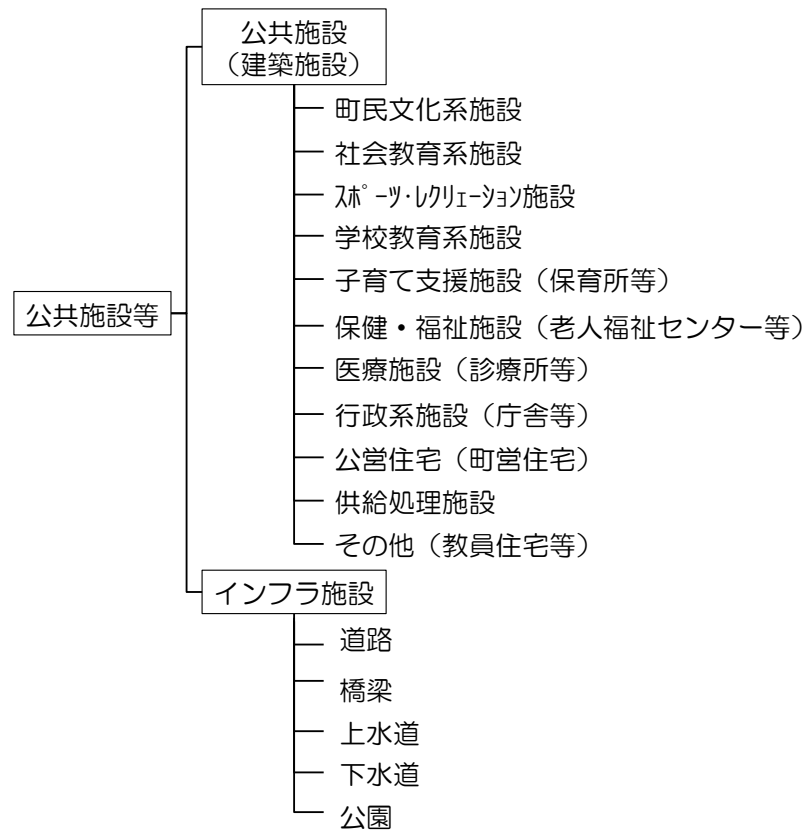 公共施設
（建築施設）
町民文化系施設
社会教育系施設
ｽﾎﾟｰﾂ･ﾚｸﾘｪｰｼｮﾝ施設
学校教育系施設
子育て支援施設（保育所等）
公共施設等
保健・福祉施設（老人福祉センター等）
医療施設（診療所等）
行政系施設（庁舎等）
公営住宅（町営住宅）
供給処理施設
その他（教員住宅等）
インフラ施設
道路
橋梁
上水道
下水道
公園